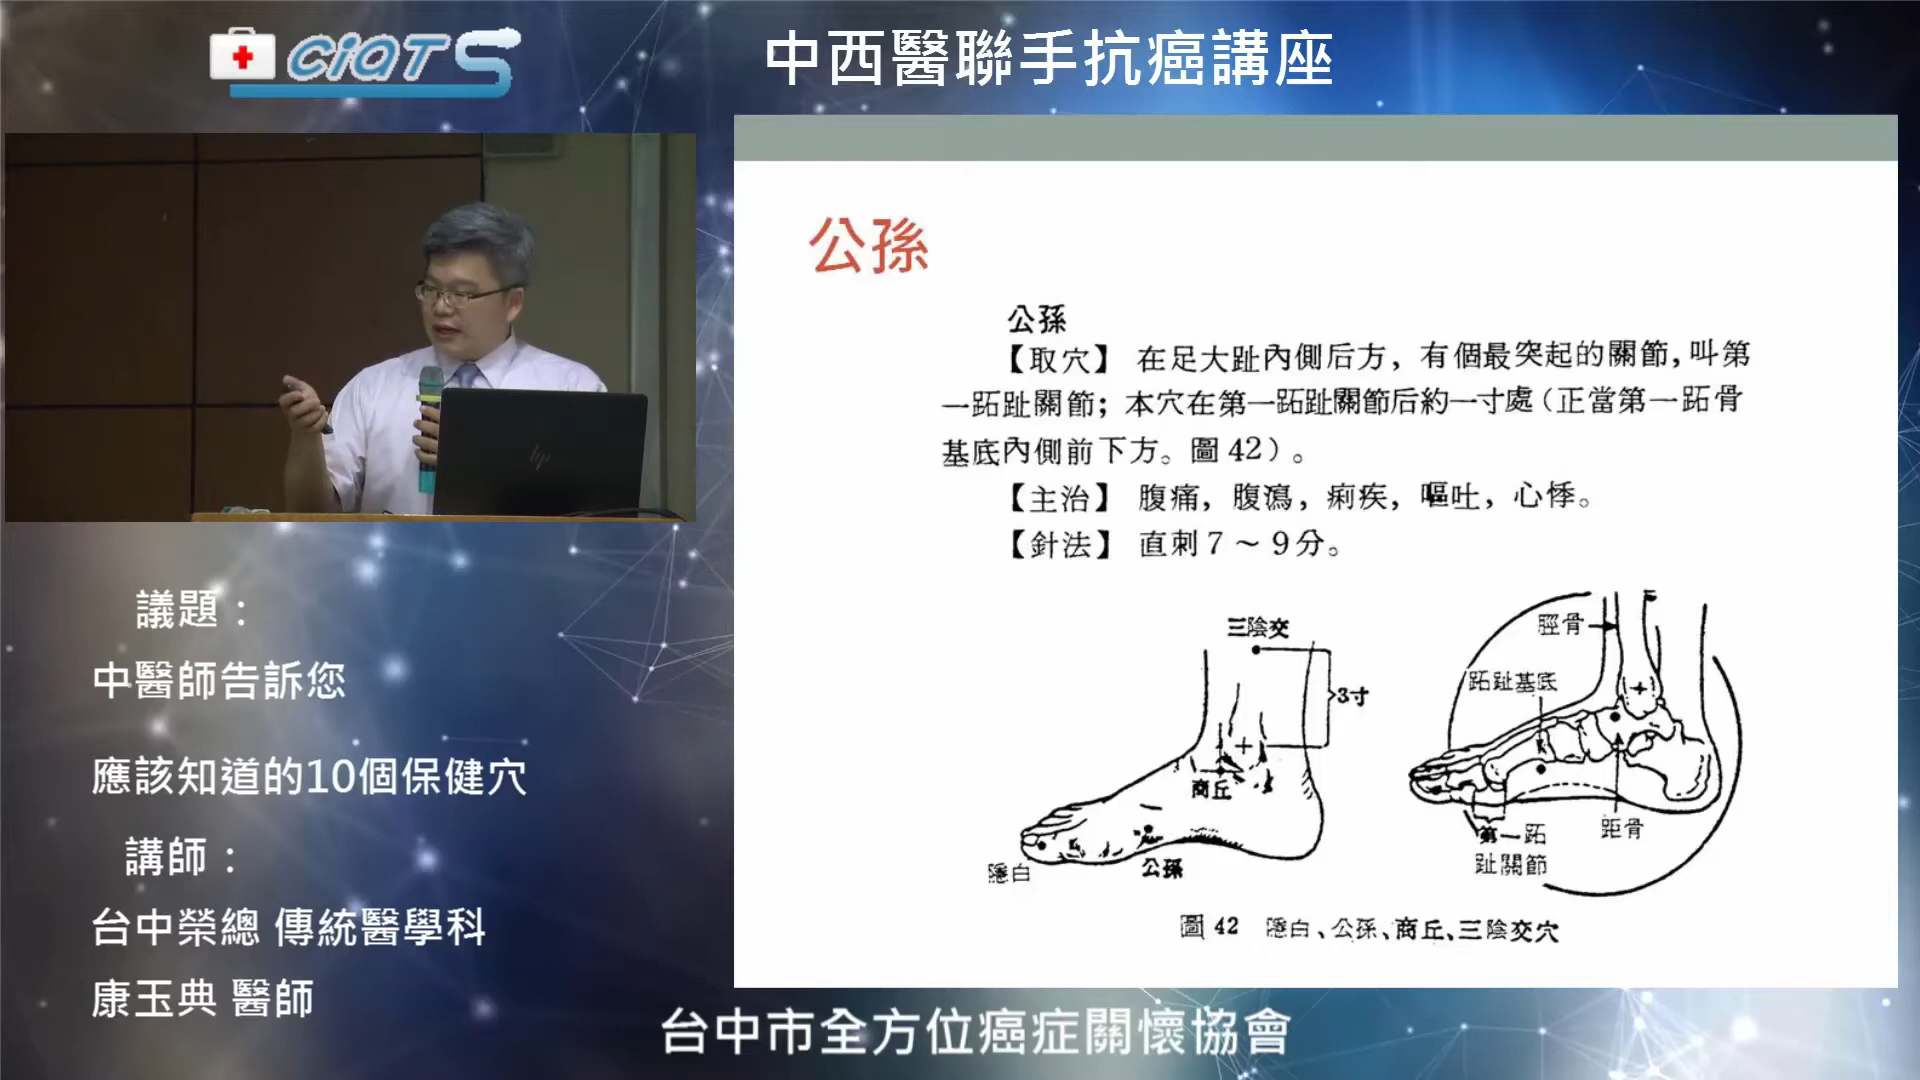 CiQTS
中西醫聯手抗癌講座
公孫
公孫
【取穴】 在足大趾內側后方，有個最突起的關節，叫第
一跖趾關節；本穴在第一跖趾關節后約一寸處（正當第一跖骨
基底內側前下方。圖42）。
【主治】 腹痛，腹瀉，痢疾，嘔吐，心悸。
【針法】 直刺7～9分。
三陰交
3寸
商丘
隱白
公孫
脛骨
跖趾基底
第一跖
趾關節
距骨
圖 42 隱白、公孫、商丘、三陰交穴
hp
議題：
中醫師告訴您
應該知道的10個保健穴
講師：
台中榮總 傳統醫學科
康玉典 醫師
台中市全方位癌症關懷協會